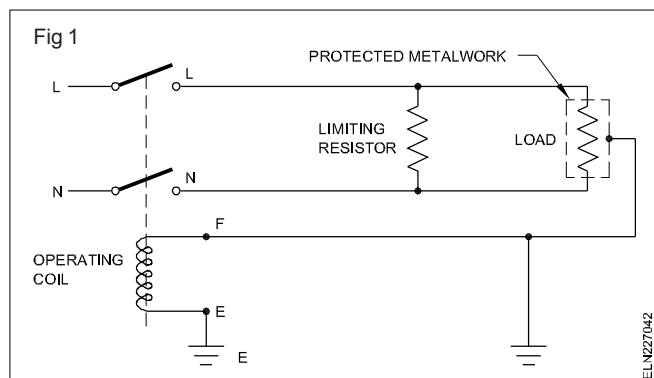 Fig 1
PROTECTED METALWORK
L
L
LIMITING
RESISTOR
LOAD
N
N
F
OPERATING
COIL
E
E
ELN227042